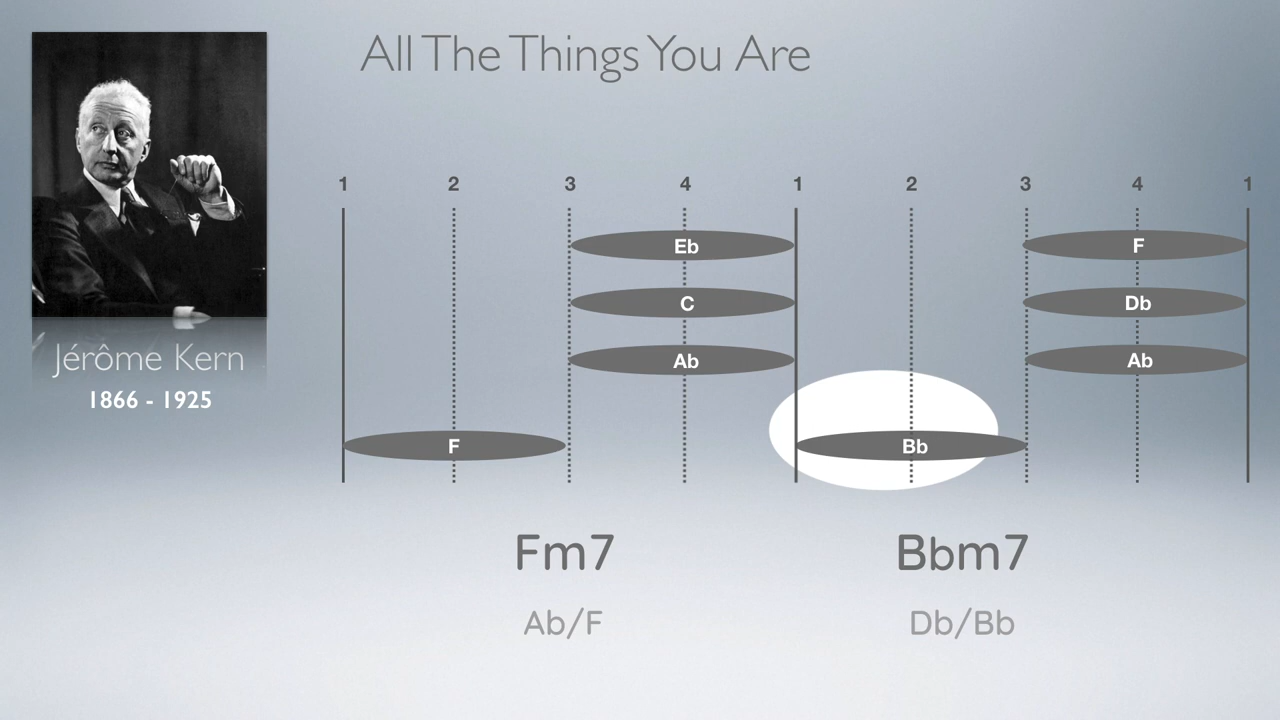 All The Things You Are
Jérôme Kern
1866 - 1925
1 2 3 4 1 2 3 4 1
Eb F
C Db
Ab Ab
F Bb
Fm7 Bbm7
Ab/F Db/Bb